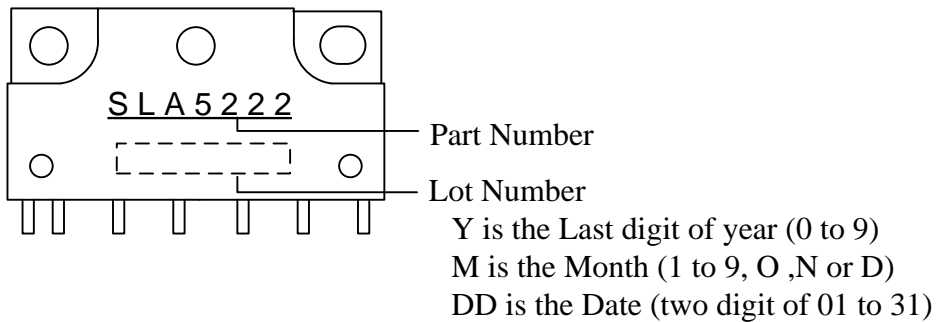 SLA5222
Part Number
Lot Number
Y is the Last digit of year (0 to 9)
M is the Month (1 to 9, O ,N or D)
DD is the Date (two digit of 01 to 31)